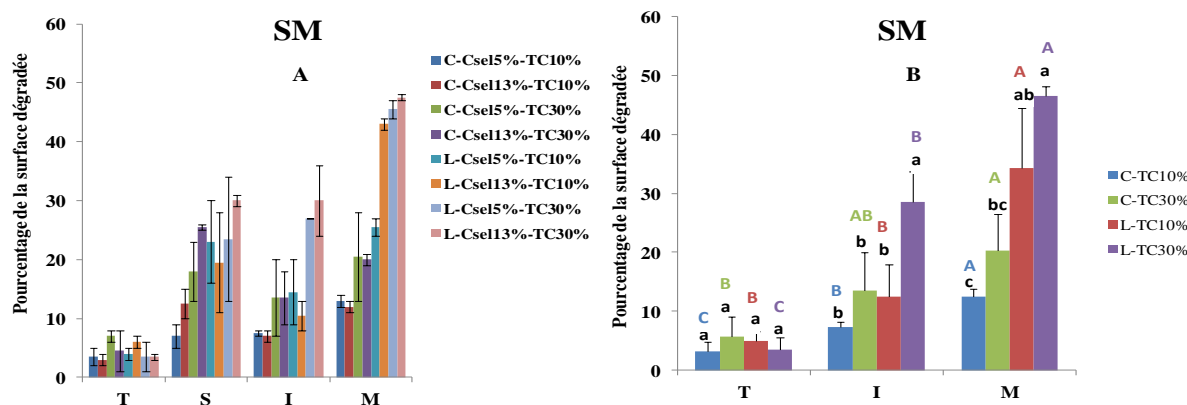 SM
A
Pourcentage de la surface dégradée
60
50
40
30
20
10
0
T S I M
C-Csel5%-TC10%
C-Csel13%-TC10%
C-Csel5%-TC30%
C-Csel13%-TC30%
L-Csel5%-TC10%
L-Csel13%-TC10%
L-Csel5%-TC30%
L-Csel13%-TC30%
SM
B
Pourcentage de la surface dégradée
60
50
40
30
20
10
0
C B B C
a a a a
B AB B B
b b b a
A A A A
c bc ab a
T I M
C-TC10%
C-TC30%
L-TC10%
L-TC30%